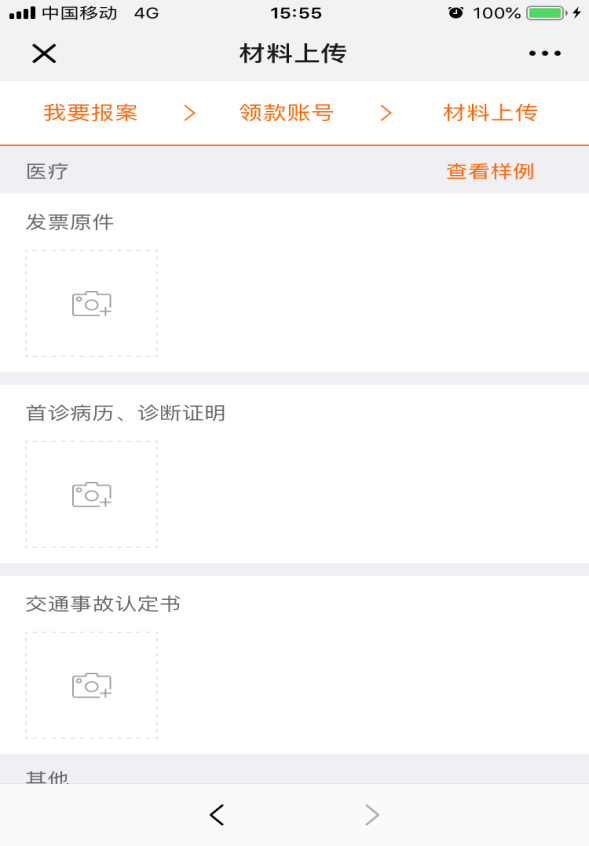 中国移动 4G 15:55 100%
材料上传
我要报案 > 领款账号 > 材料上传
医疗 查看样例
发票原件
首诊病历、诊断证明
交通事故认定书
其他